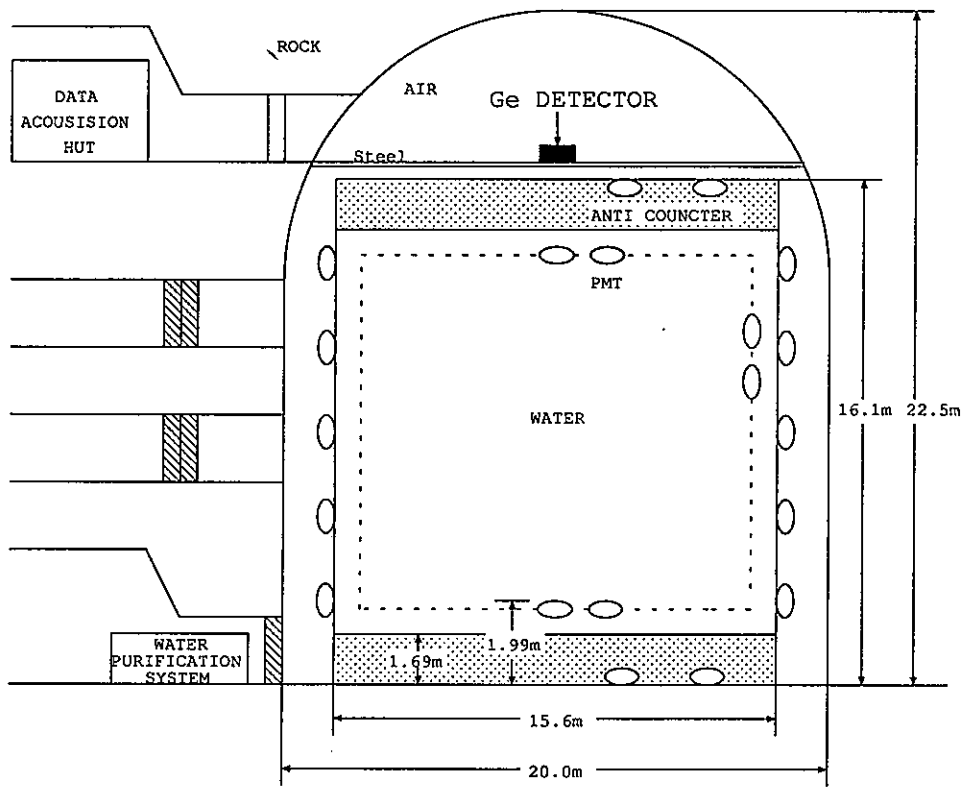 ROCK
AIR
DATA
ACOUSISION
HUT
Ge DETECTOR
Steel
ANTI COUNCTER
PMT
WATER
16.1m
22.5m
1.99m
1.69m
WATER
PURIFICATION
SYSTEM
15.6m
20.0m